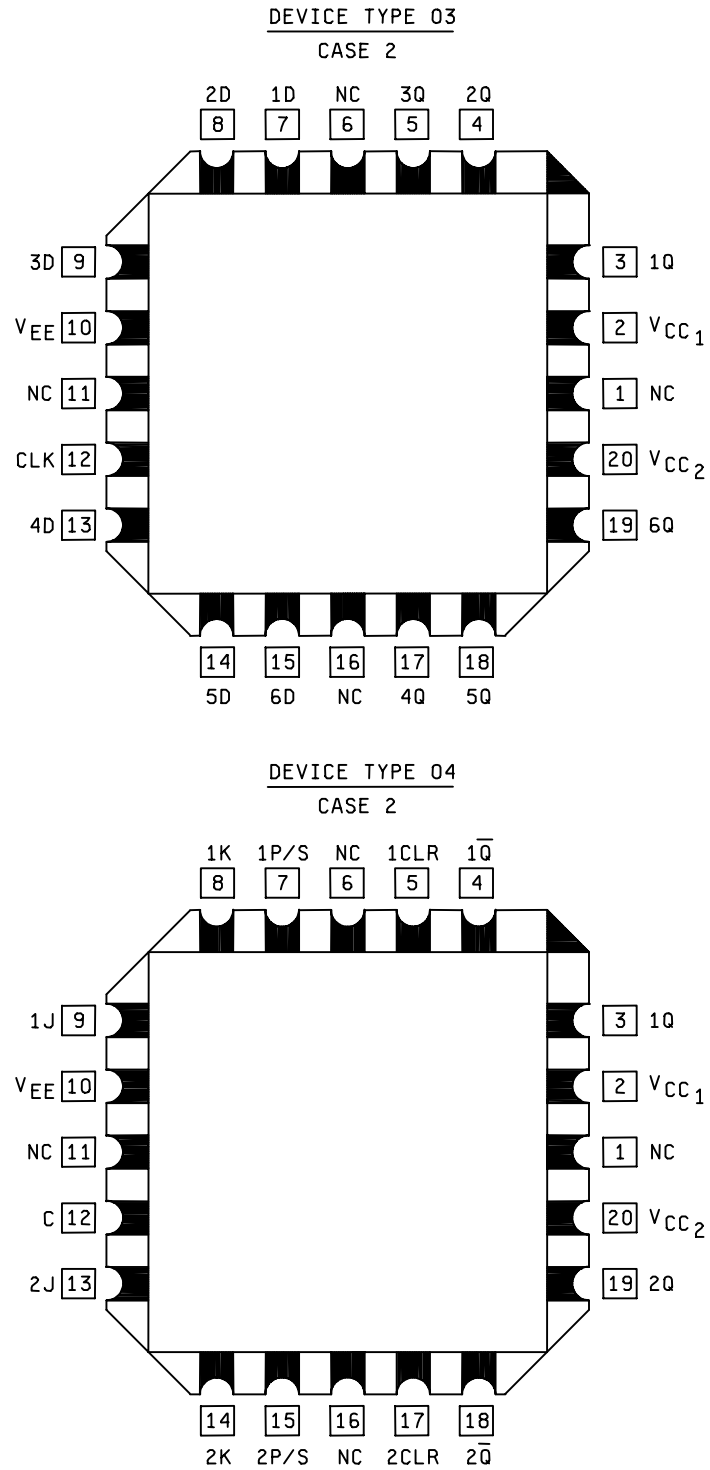 DEVICE TYPE 03
CASE 2
2D 1D NC 3Q 2Q
8 7 6 5 4
3D 9 3 1Q
VEE 10 2 VCC1
NC 11 1 NC
CLK 12 20 VCC2
4D 13 19 6Q
14 15 16 17 18
5D 6D NC 4Q 5Q
DEVICE TYPE 04
CASE 2
1K 1P/S NC 1CLR 1Q̅
8 7 6 5 4
1J 9 3 1Q
VEE 10 2 VCC1
NC 11 1 NC
C 12 20 VCC2
2J 13 19 2Q
14 15 16 17 18
2K 2P/S NC 2CLR 2Q̅